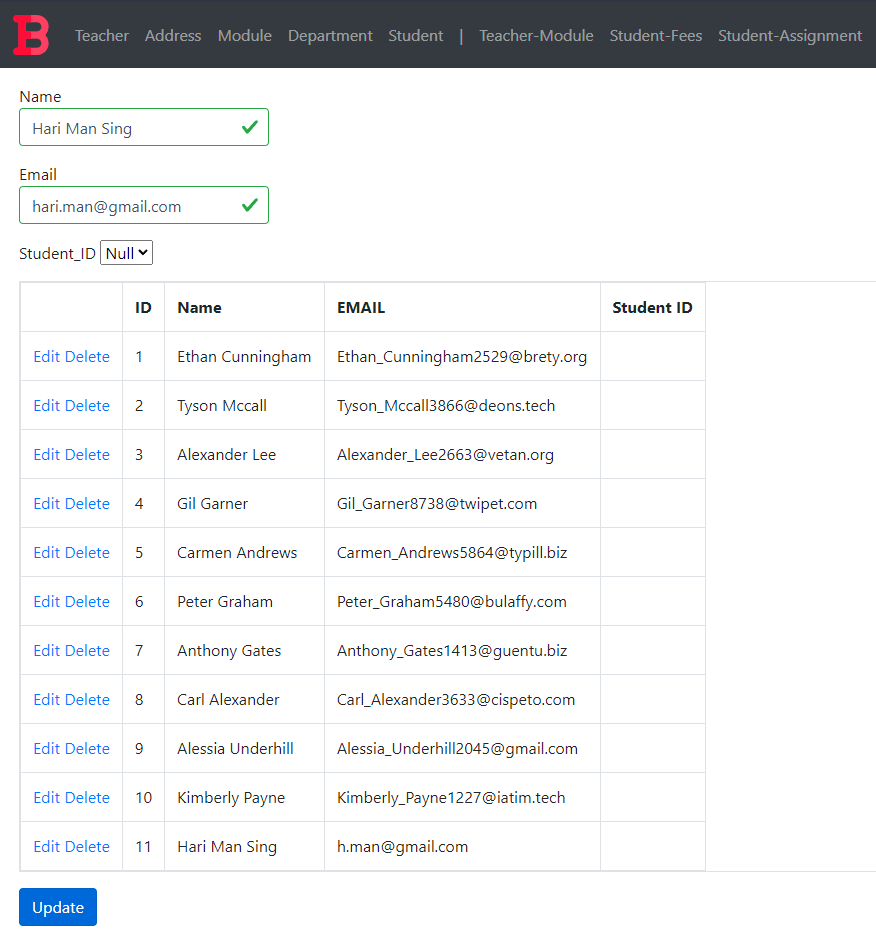 B Teacher Address Module Department Student | Teacher-Module Student-Fees Student-Assignment
Name
Hari Man Sing
Email
hari.man@gmail.com
Student_ID Null
ID Name EMAIL Student ID
Edit Delete 1 Ethan Cunningham Ethan_Cunningham2529@brety.org
Edit Delete 2 Tyson Mccall Tyson_Mccall3866@deons.tech
Edit Delete 3 Alexander Lee Alexander_Lee2663@vetan.org
Edit Delete 4 Gil Garner Gil_Garner8738@twipet.com
Edit Delete 5 Carmen Andrews Carmen_Andrews5864@typill.biz
Edit Delete 6 Peter Graham Peter_Graham5480@bulaffy.com
Edit Delete 7 Anthony Gates Anthony_Gates1413@guentu.biz
Edit Delete 8 Carl Alexander Carl_Alexander3633@cispeto.com
Edit Delete 9 Alessia Underhill Alessia_Underhill2045@gmail.com
Edit Delete 10 Kimberly Payne Kimberly_Payne1227@iatim.tech
Edit Delete 11 Hari Man Sing h.man@gmail.com
Update